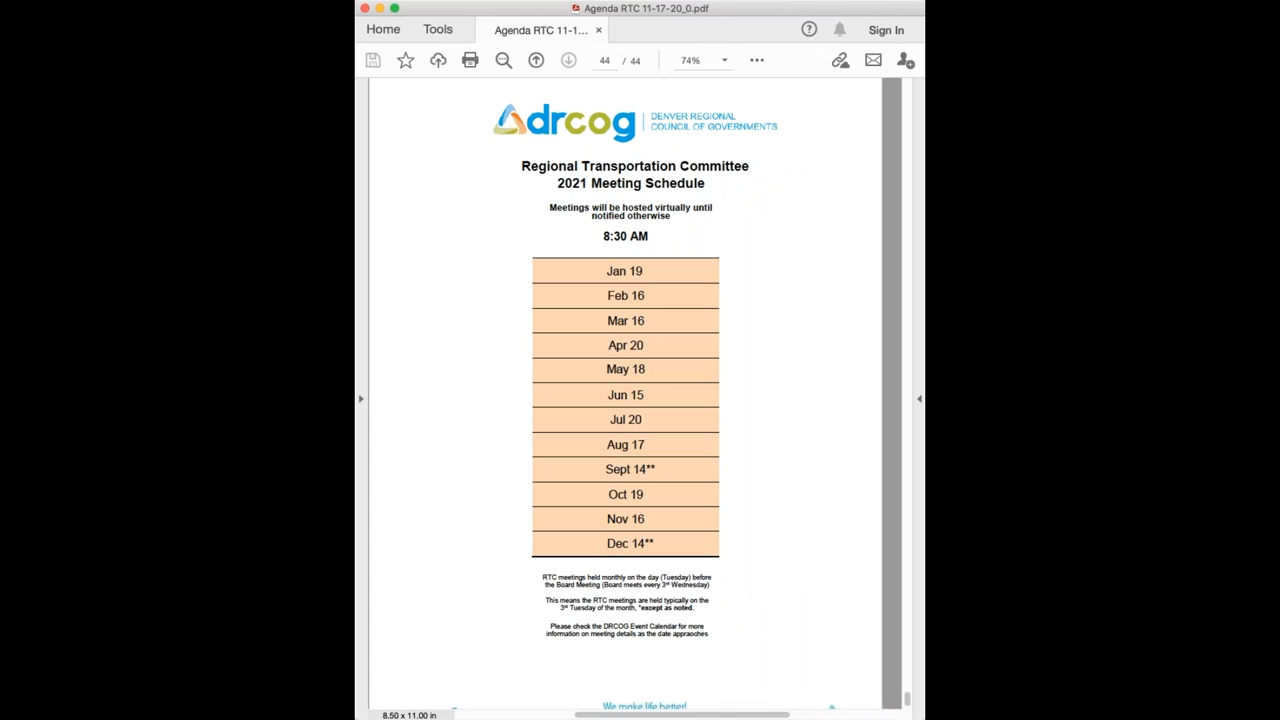 Agenda RTC 11-17-20_0.pdf
Home Tools Agenda RTC 11-1... × Sign In
44 / 44 74%
drcog DENVER REGIONAL
COUNCIL OF GOVERNMENTS
Regional Transportation Committee
2021 Meeting Schedule
Meetings will be hosted virtually until
notified otherwise
8:30 AM
Jan 19
Feb 16
Mar 16
Apr 20
May 18
Jun 15
Jul 20
Aug 17
Sept 14**
Oct 19
Nov 16
Dec 14**
RTC meetings held monthly on the day (Tuesday) before
the Board Meeting (Board meets every 3rd Wednesday)
This means the RTC meetings are held typically on the
3rd Tuesday of the month, *except as noted.
Please check the DRCOG Event Calendar for more
information on meeting details as the date appraoches
We make life better!
8.50 x 11.00 in